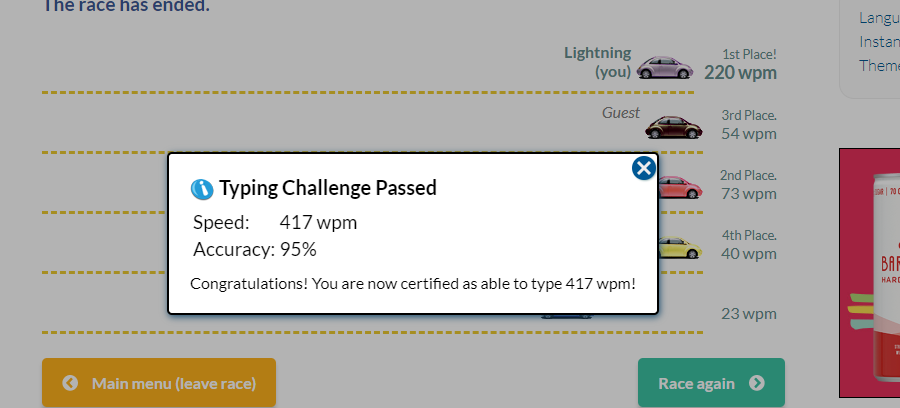 The race has ended.
Langu
Instan
Theme
Lightning
(you)
1st Place!
220 wpm
Guest
3rd Place.
54 wpm
2nd Place.
73 wpm
4th Place.
40 wpm
23 wpm
Typing Challenge Passed
Speed: 417 wpm
Accuracy: 95%
Congratulations! You are now certified as able to type 417 wpm!
Main menu (leave race)
Race again
BAR
HARD